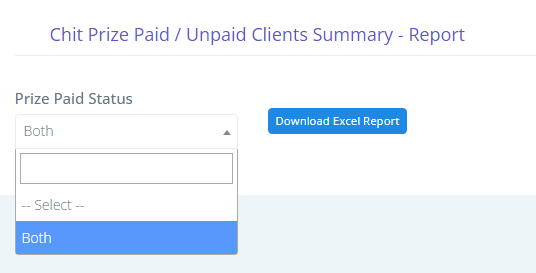 Chit Prize Paid / Unpaid Clients Summary - Report
Prize Paid Status
Both
Download Excel Report
-- Select --
Both